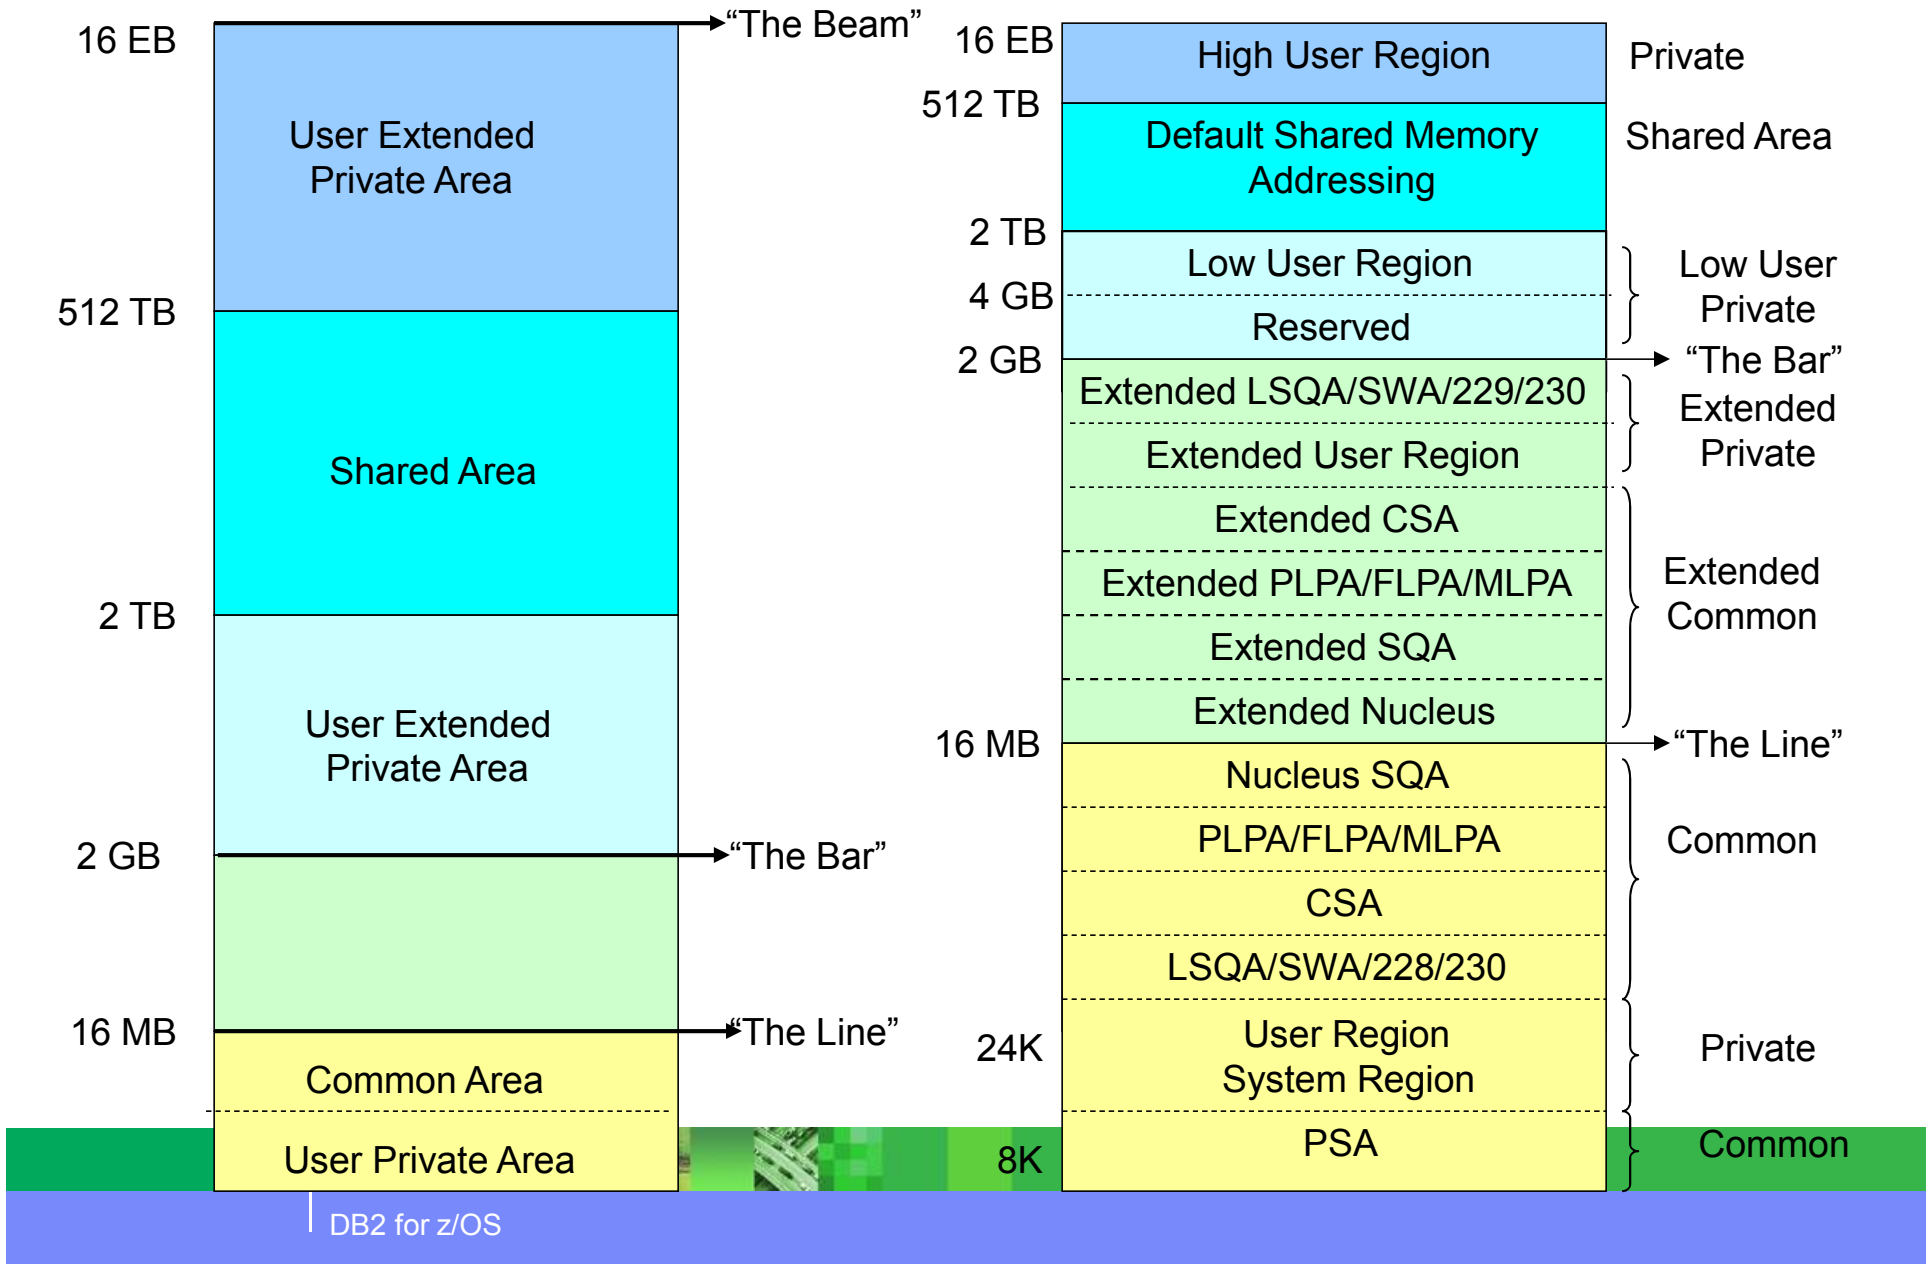 “The Beam”
16 EB
User Extended
Private Area
512 TB
Shared Area
2 TB
User Extended
Private Area
2 GB
“The Bar”
16 MB
“The Line”
Common Area
User Private Area
16 EB
High User Region
Private
512 TB
Default Shared Memory
Addressing
Shared Area
2 TB
Low User Region
Low User
Private
4 GB
Reserved
2 GB
“The Bar”
Extended LSQA/SWA/229/230
Extended
Private
Extended User Region
Extended CSA
Extended PLPA/FLPA/MLPA
Extended
Common
Extended SQA
Extended Nucleus
16 MB
“The Line”
Nucleus SQA
PLPA/FLPA/MLPA
Common
CSA
LSQA/SWA/228/230
24K
User Region
System Region
Private
8K
PSA
Common
DB2 for z/OS